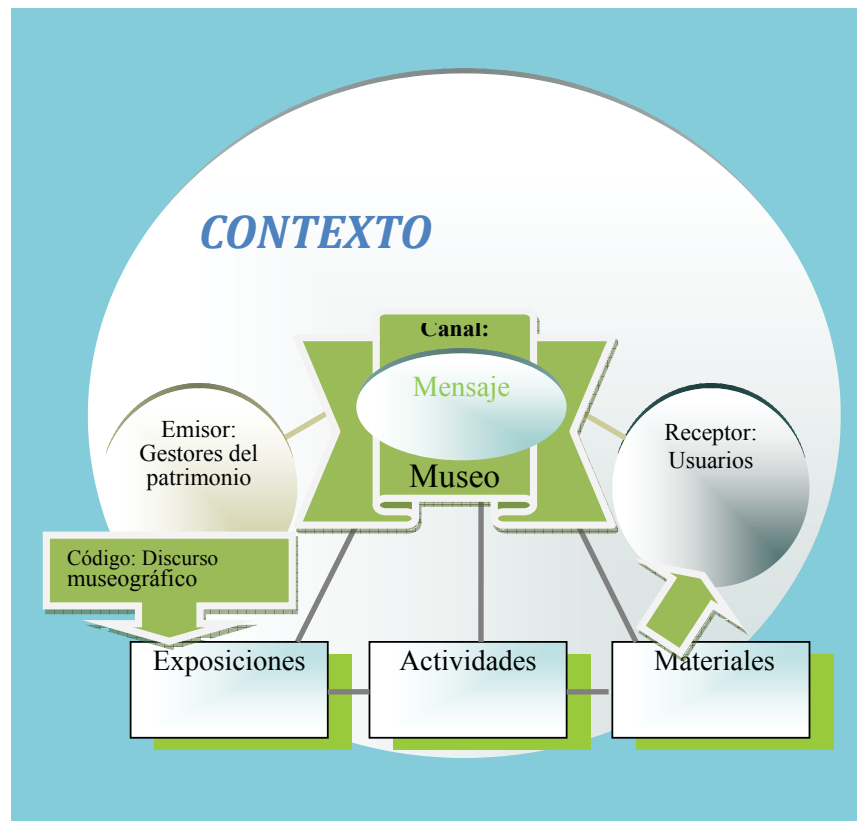 CONTEXTO
Canal:
Mensaje
Museo
Emisor:
Gestores del
patrimonio
Receptor:
Usuarios
Código: Discurso
museográfico
Exposiciones
Actividades
Materiales